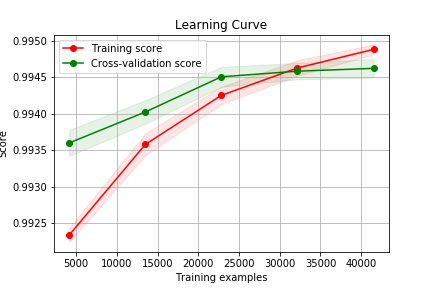 Learning Curve
0.9950
0.9945
0.9940
0.9935
0.9930
0.9925
Score
Training score
Cross-validation score
5000 10000 15000 20000 25000 30000 35000 40000
Training examples